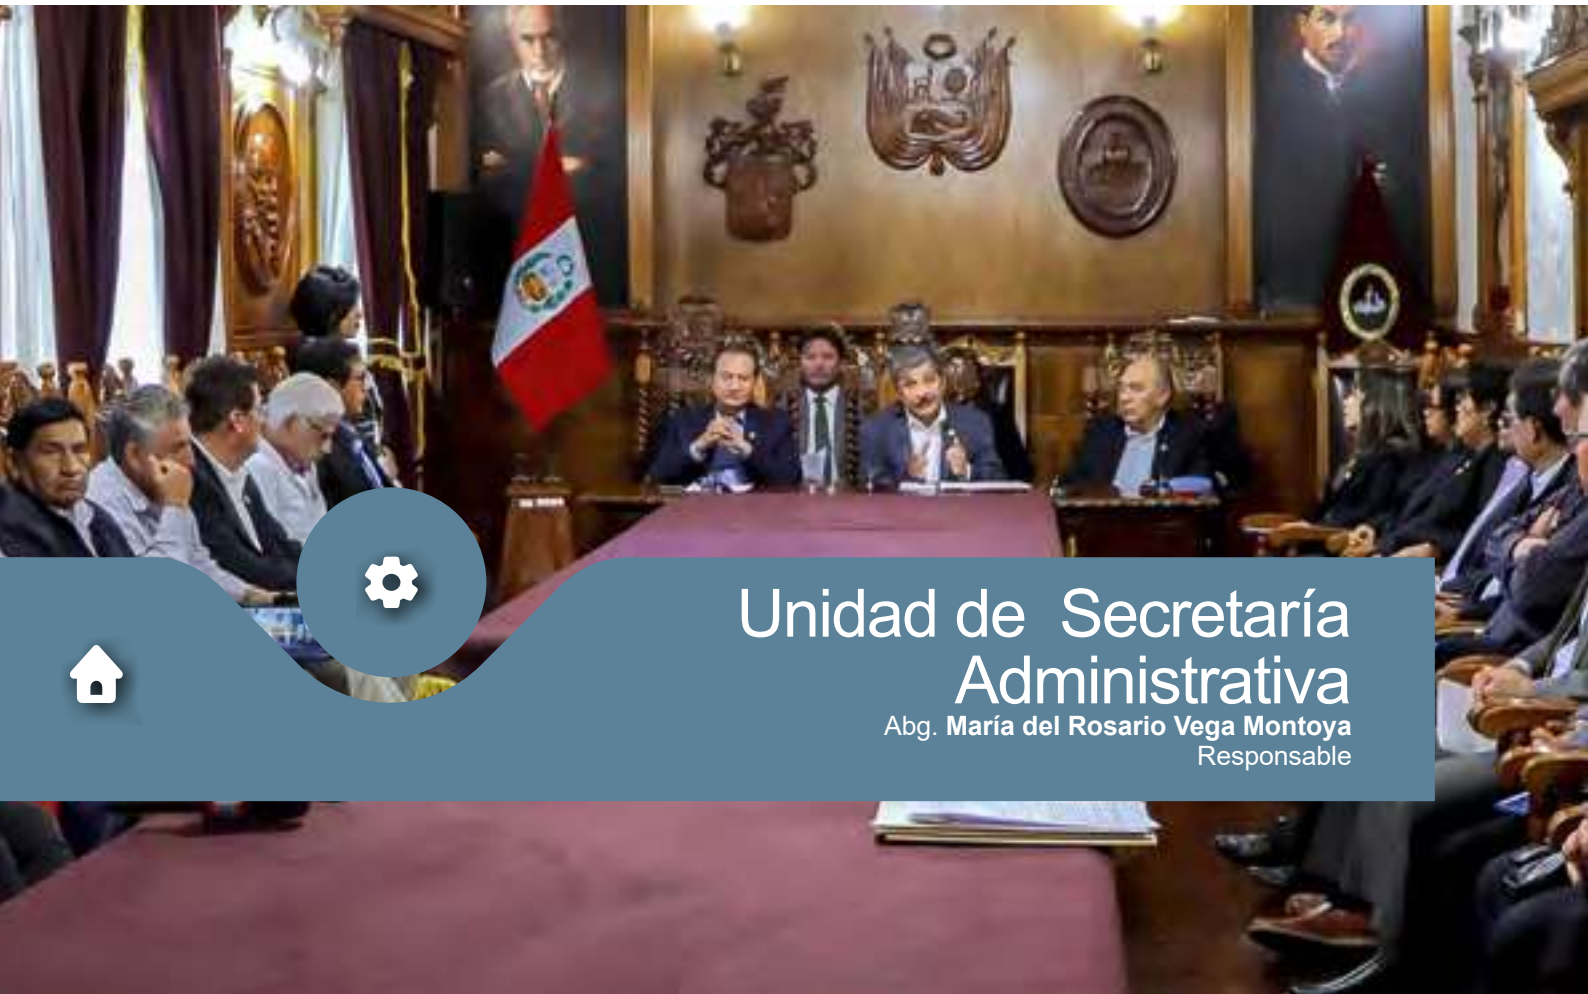 Unidad de Secretaría
Administrativa
Abg. María del Rosario Vega Montoya
Responsable